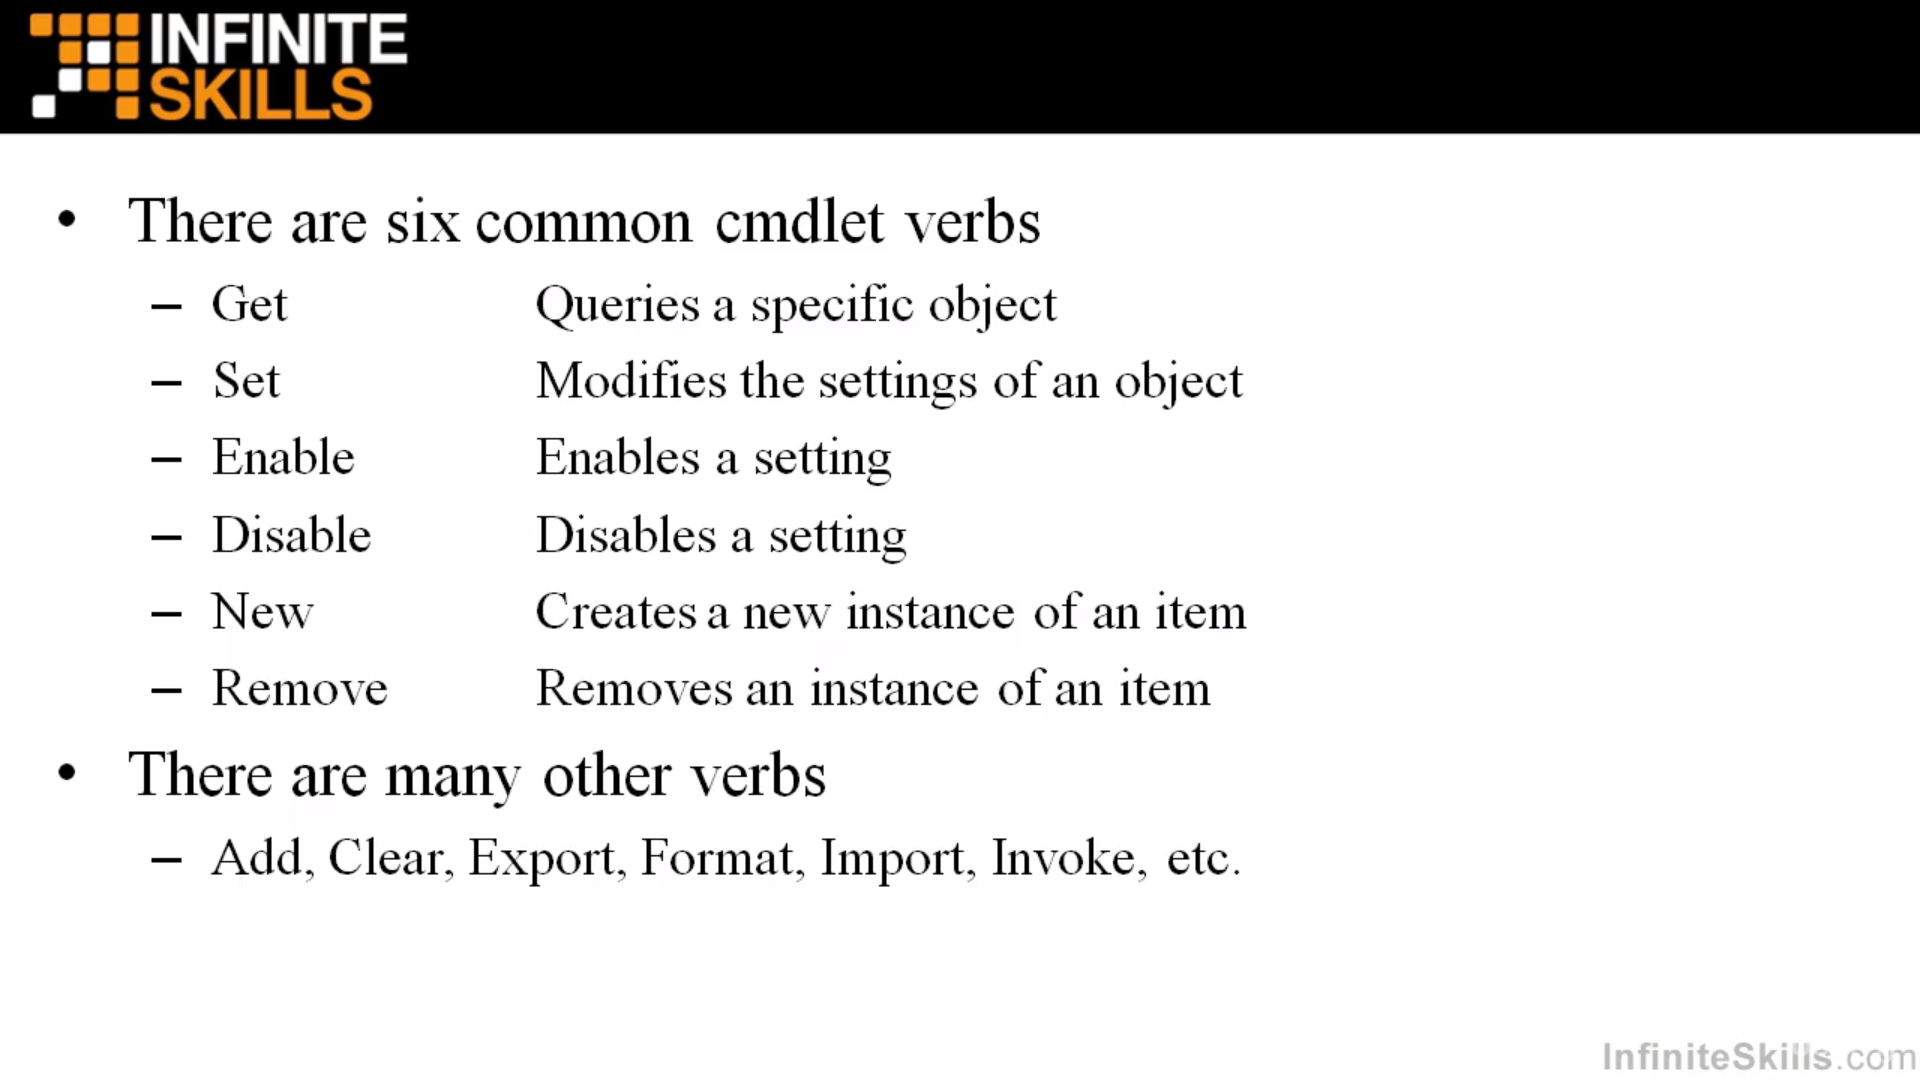 INFINITE
SKILLS
• There are six common cmdlet verbs
– Get Queries a specific object
– Set Modifies the settings of an object
– Enable Enables a setting
– Disable Disables a setting
– New Creates a new instance of an item
– Remove Removes an instance of an item
• There are many other verbs
– Add, Clear, Export, Format, Import, Invoke, etc.
InfiniteSkills.com